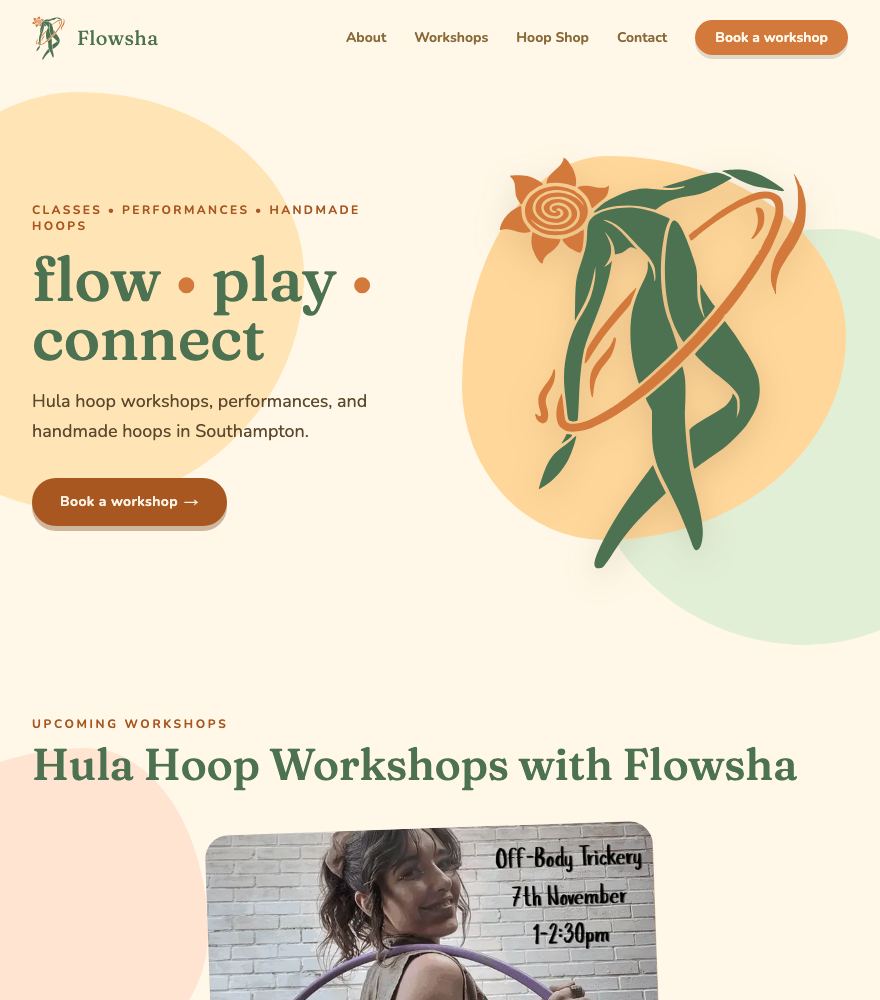 Flowsha
About Workshops Hoop Shop Contact Book a workshop
CLASSES • PERFORMANCES • HANDMADE
HOOPS
flow • play •
connect
Hula hoop workshops, performances, and
handmade hoops in Southampton.
Book a workshop →
UPCOMING WORKSHOPS
Hula Hoop Workshops with Flowsha
Off-Body Trickery
7th November
1-2:30pm